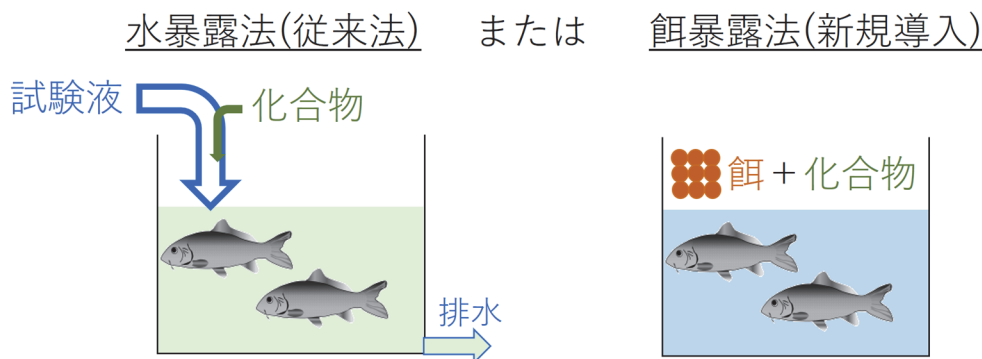 水暴露法(従来法) または 餌暴露法(新規導入)
試験液
化合物
餌+化合物
排水